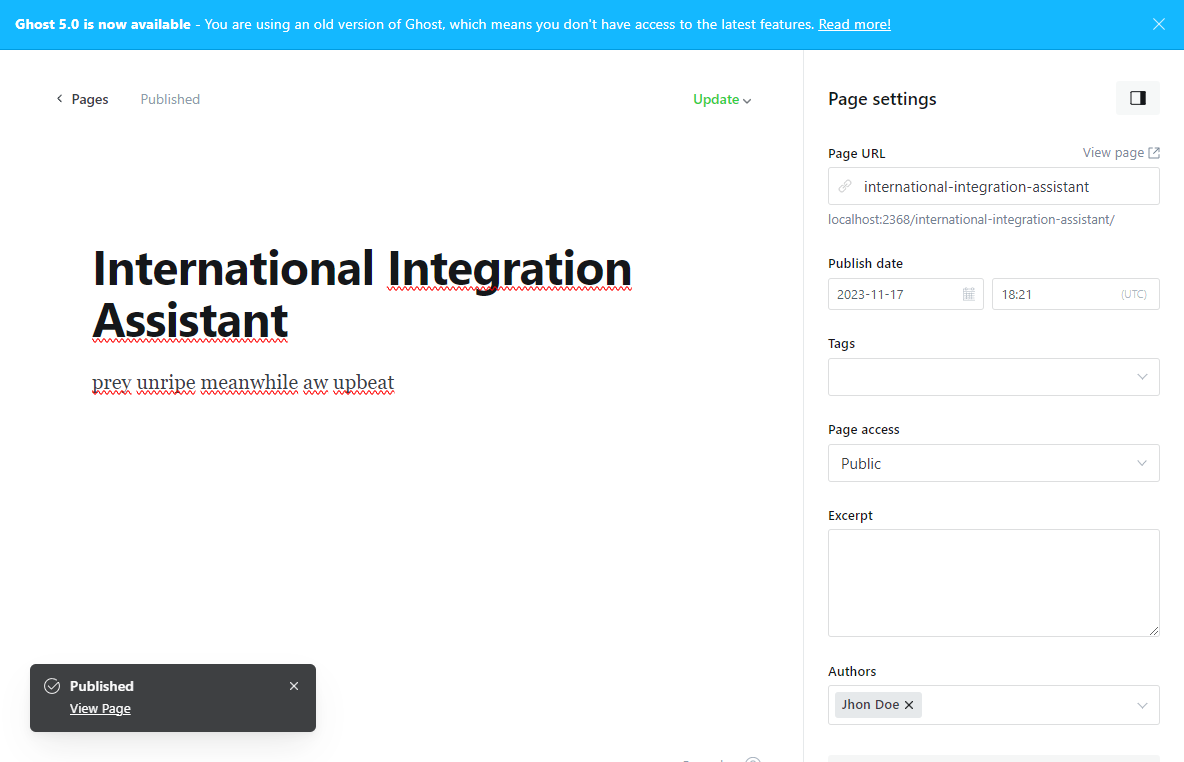 Ghost 5.0 is now available - You are using an old version of Ghost, which means you don't have access to the latest features. Read more!
Pages
Published
Update
International Integration
Assistant
prey unripe meanwhile aw upbeat
Published
View Page
Page settings
Page URL
View page
international-integration-assistant
localhost:2368/international-integration-assistant/
Publish date
2023-11-17
18:21
(UTC)
Tags
Page access
Public
Excerpt
Authors
Jhon Doe